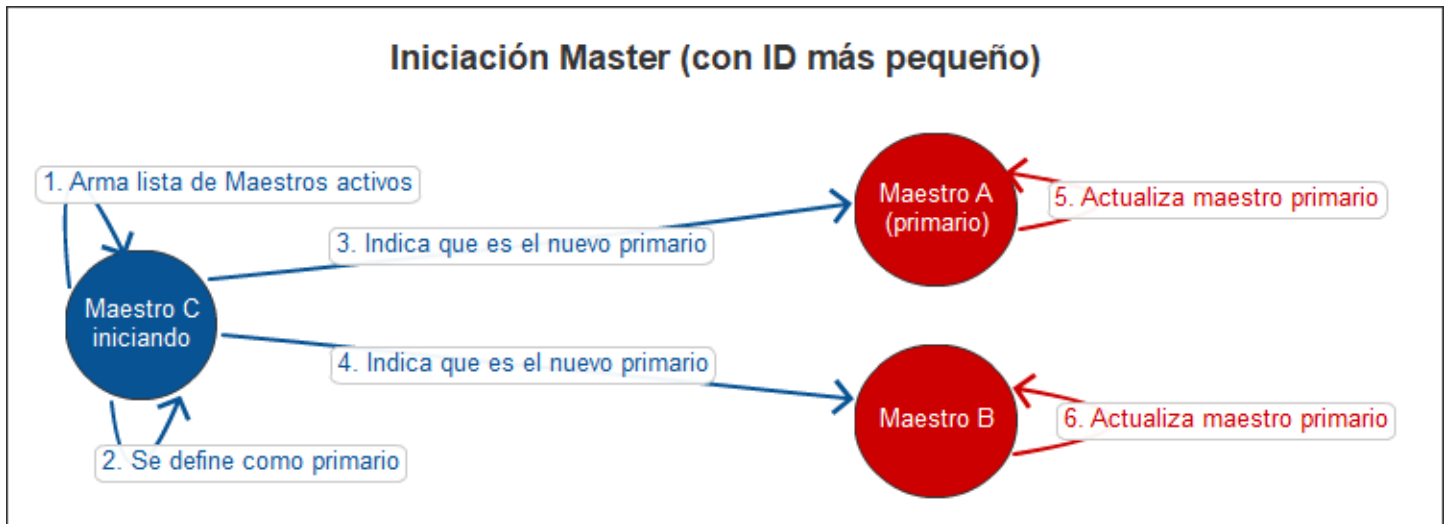 Iniciación Master (con ID más pequeño)
1. Arma lista de Maestros activos
Maestro A
(primario)
5. Actualiza maestro primario
3. Indica que es el nuevo primario
Maestro C
iniciando
4. Indica que es el nuevo primario
Maestro B
6. Actualiza maestro primario
2. Se define como primario